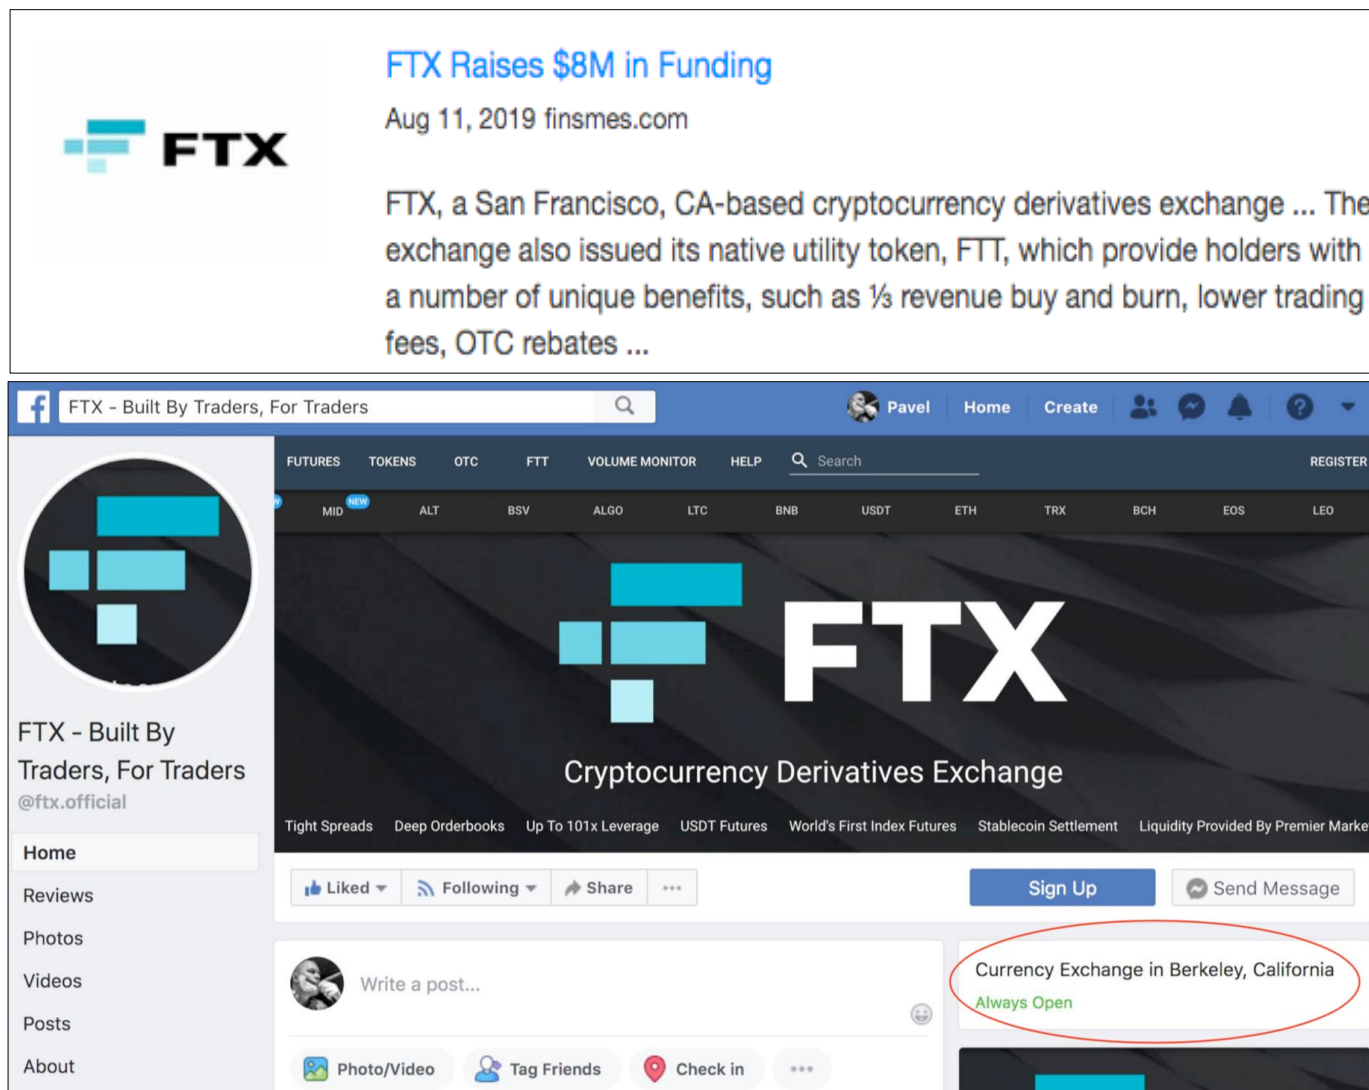 FTX
FTX Raises $8M in Funding
Aug 11, 2019 finsmes.com
FTX, a San Francisco, CA-based cryptocurrency derivatives exchange ... The
exchange also issued its native utility token, FTT, which provide holders with
a number of unique benefits, such as ⅓ revenue buy and burn, lower trading
fees, OTC rebates ...
f FTX - Built By Traders, For Traders Pavel Home Create
FUTURES TOKENS OTC FTT VOLUME MONITOR HELP Search REGISTER
MID NEW ALT BSV ALGO LTC BNB USDT ETH TRX BCH EOS LEO
FTX
Cryptocurrency Derivatives Exchange
Tight Spreads Deep Orderbooks Up To 101x Leverage USDT Futures World's First Index Futures Stablecoin Settlement Liquidity Provided By Premier Marke
FTX - Built By
Traders, For Traders
@ftx.official
Home
Reviews
Photos
Videos
Posts
About
Liked Following Share ... Sign Up Send Message
Write a post...
Photo/Video Tag Friends Check in ...
Currency Exchange in Berkeley, California
Always Open